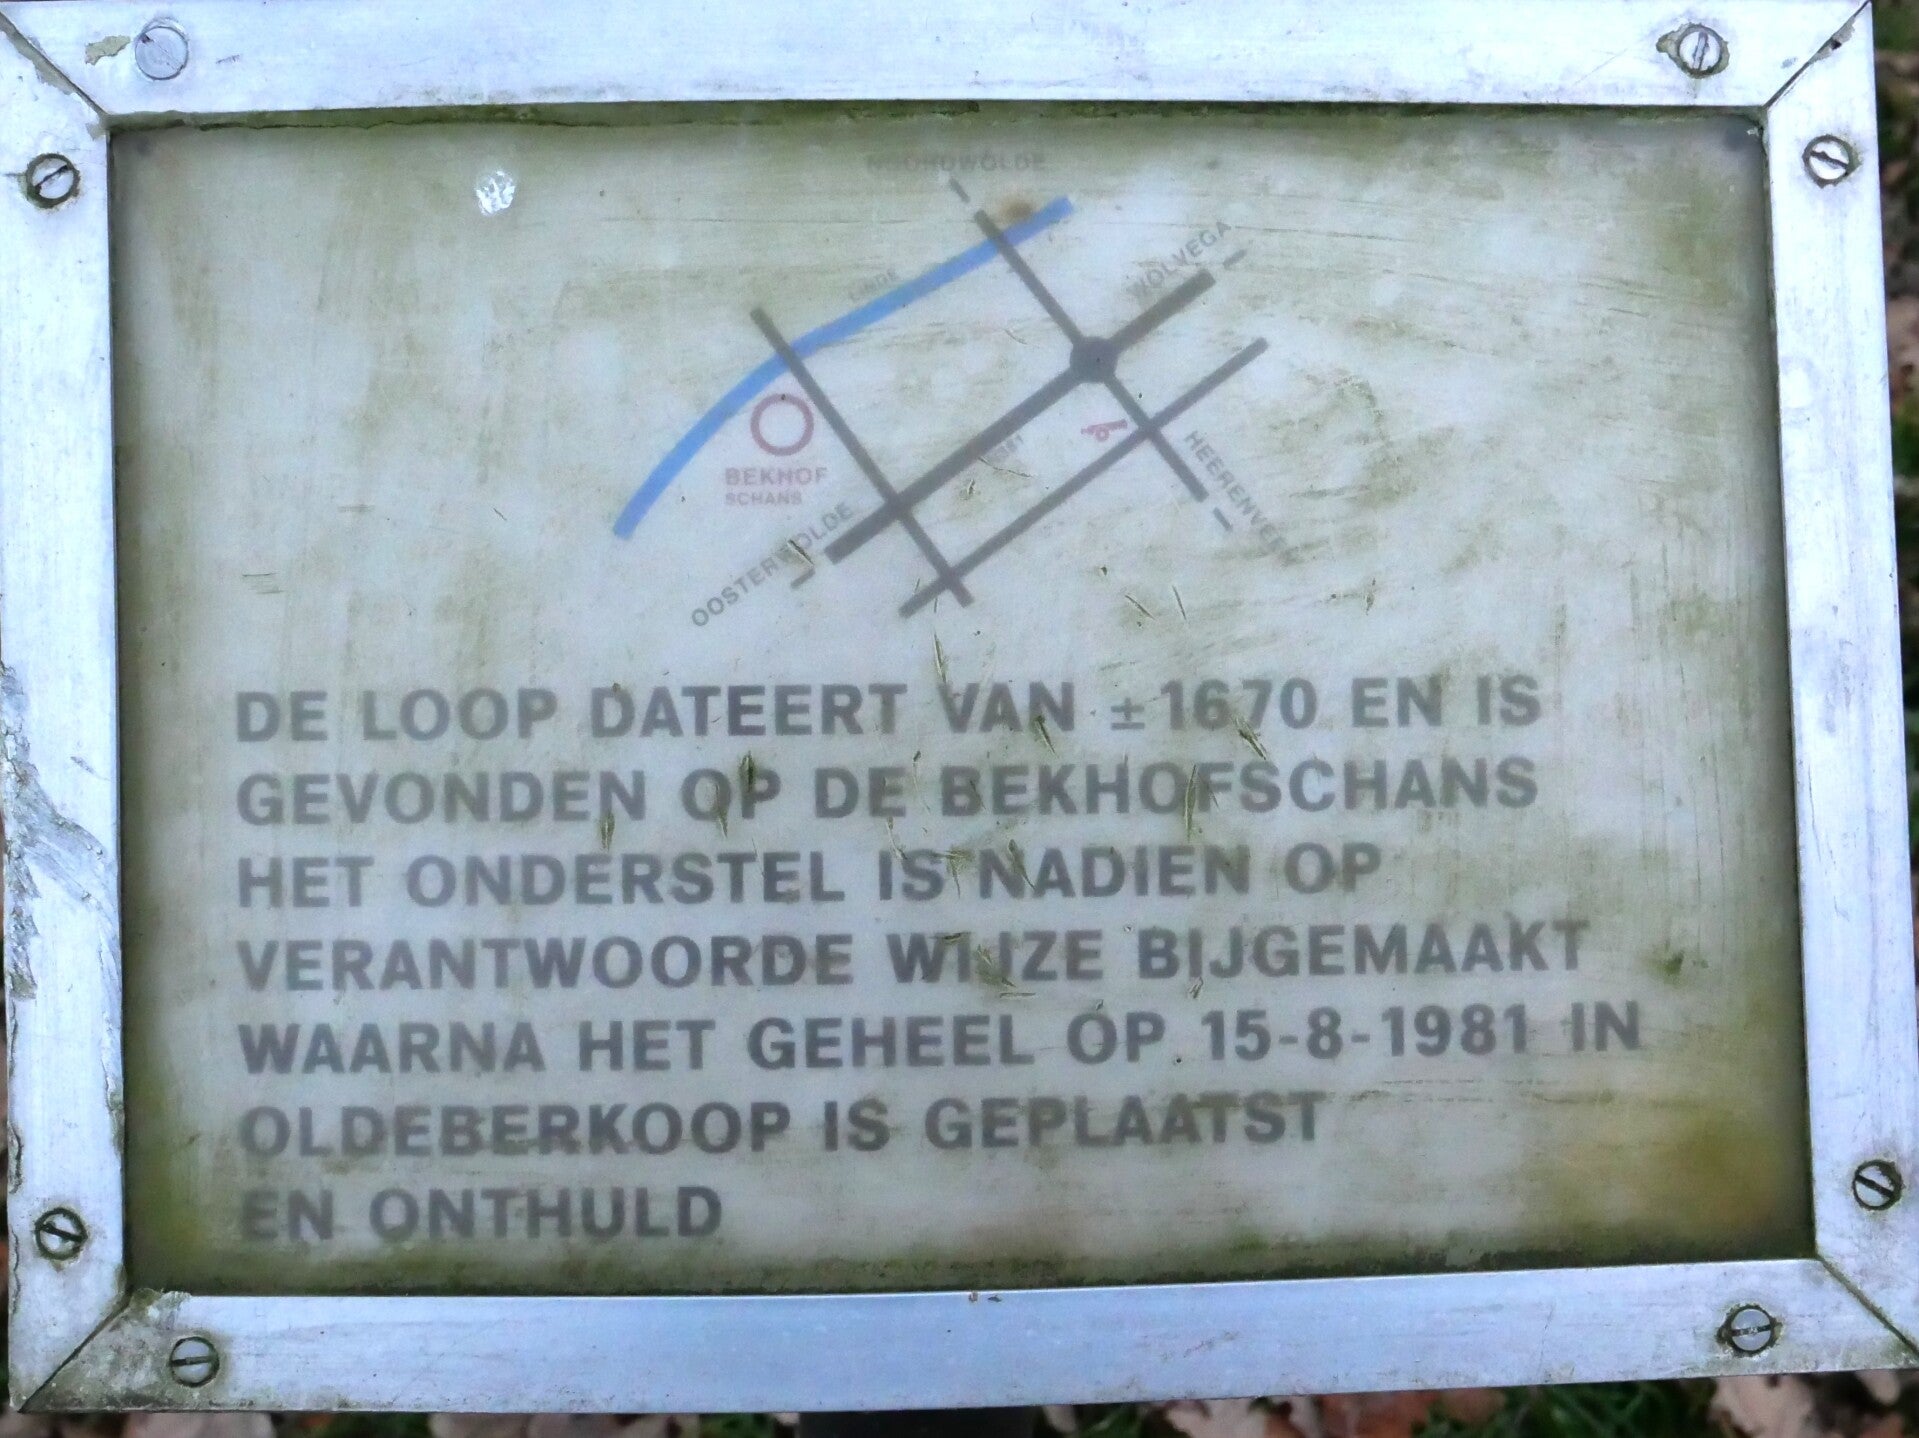 NOORDWOLDE
WOLVEGA
LINDE
HEERENVEEN
BEKHOF
SCHANS
OOSTERWOLDE
DE LOOP DATEERT VAN ± 1670 EN IS
GEVONDEN OP DE BEKHOFSCHANS
HET ONDERSTEL IS NADIEN OP
VERANTWOORDE WIJZE BIJGEMAAKT
WAARNA HET GEHEEL OP 15-8-1981 IN
OLDEBERKOOP IS GEPLAATST
EN ONTHULD